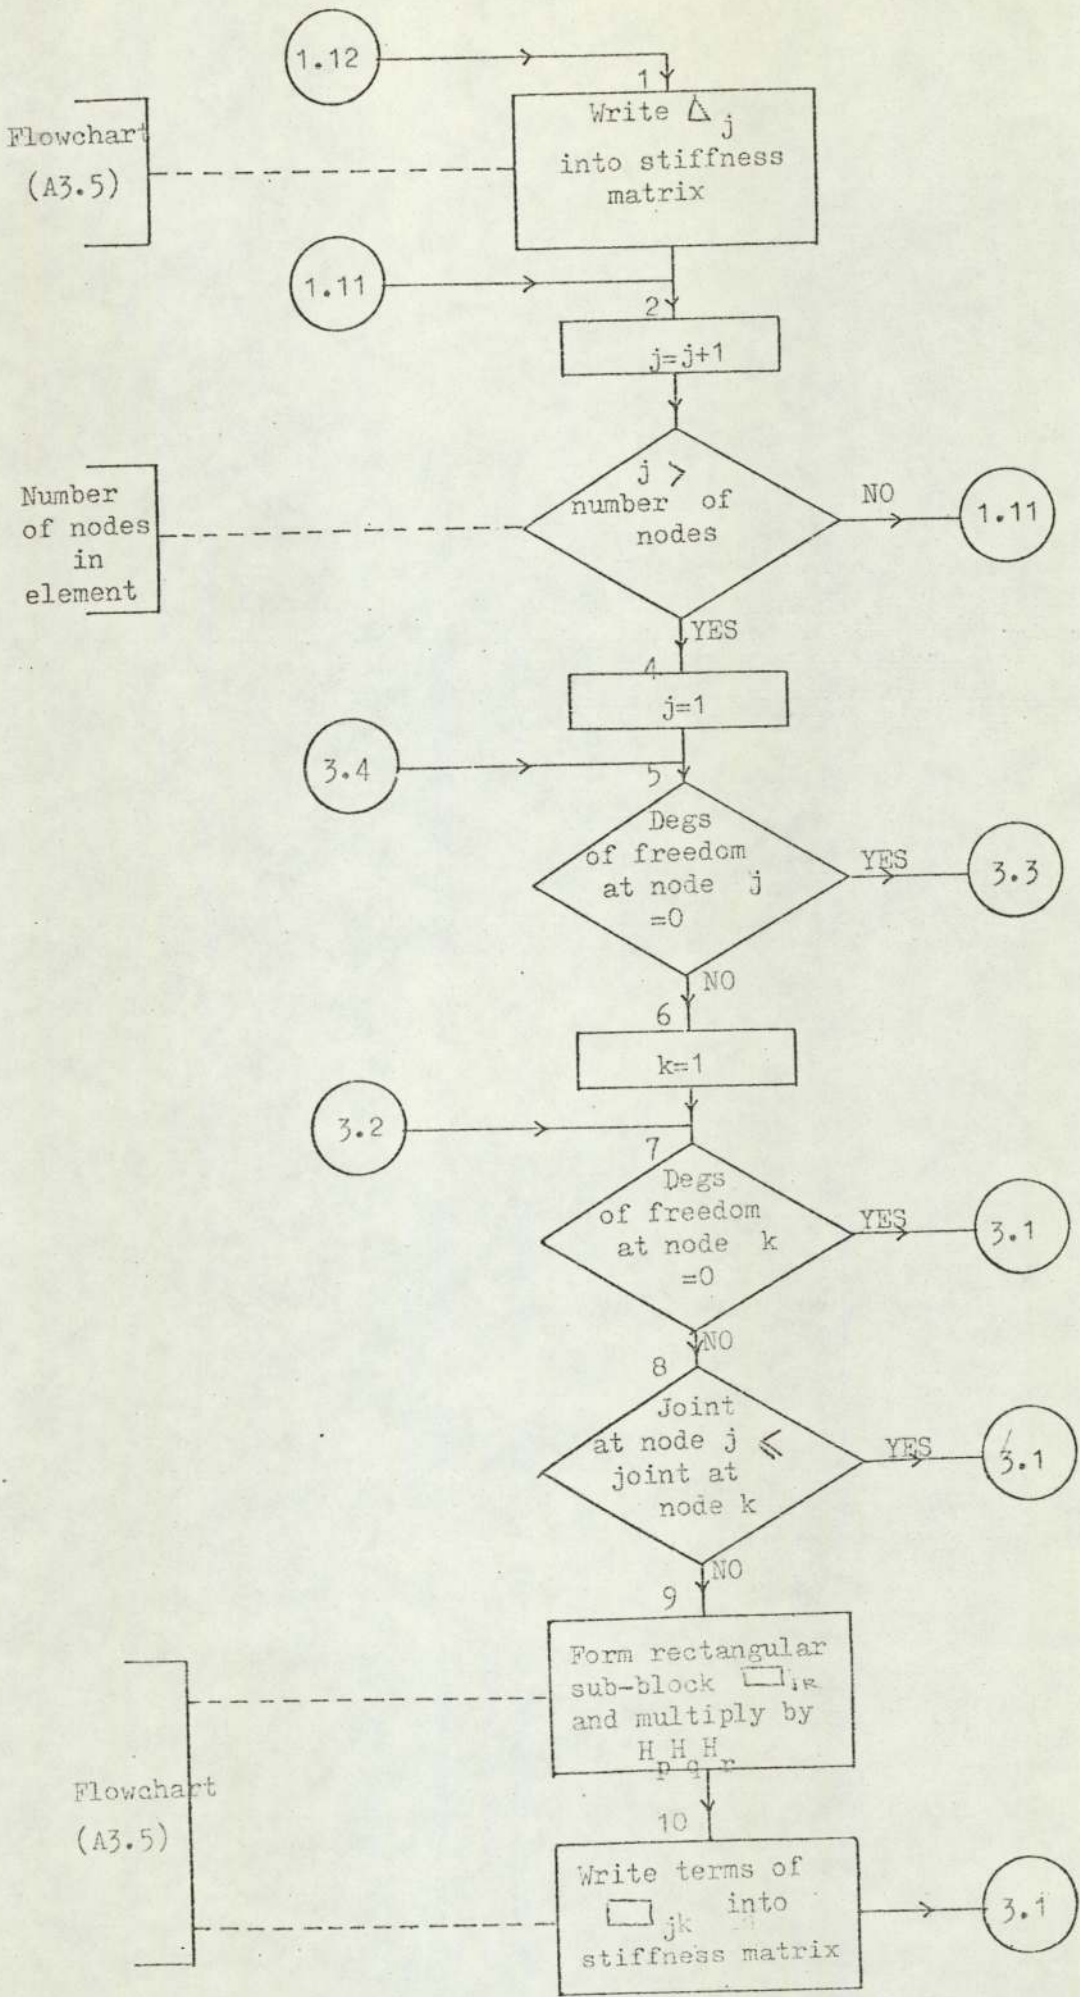 1.12
1
Write Δj
into stiffness
matrix
Flowchart
(A3.5)
1.11
2
j=j+1
j >
number of
nodes
NO
1.11
Number
of nodes
in
element
YES
4
j=1
3.4
5
Degs
of freedom
at node j
=0
YES
3.3
NO
6
k=1
3.2
7
Degs
of freedom
at node k
=0
YES
3.1
NO
8
Joint
at node j ⩽
joint at
node k
YES
3.1
NO
9
Form rectangular
sub-block
and multiply by
HpHqHr
Flowchart
(A3.5)
10
Write terms of
jk into
stiffness matrix
3.1